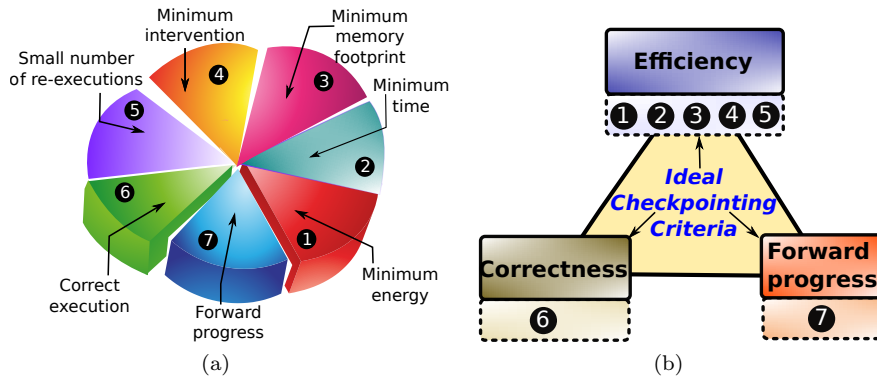 Minimum
intervention
Minimum
memory
footprint
Small number
of re-executions
Minimum
time
4
3
5
2
6
7
1
Correct
execution
Forward
progress
Minimum
energy
(a)
Efficiency
1 2 3 4 5
Ideal
Checkpointing
Criteria
Correctness
6
Forward
progress
7
(b)